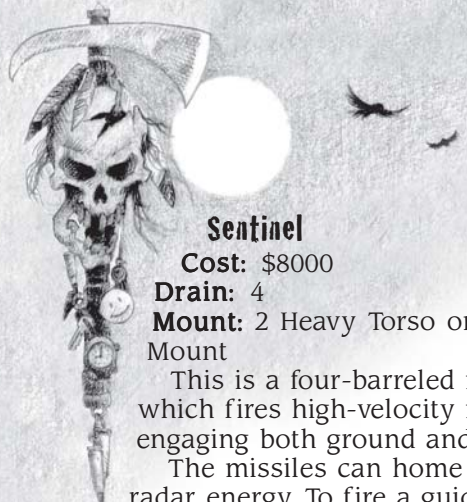 Sentinel
Cost: $8000
Drain: 4
Mount: 2 Heavy Torso or
Mount
This is a four-barreled
which fires high-velocity
engaging both ground and
The missiles can home
radar energy. To fire a guid